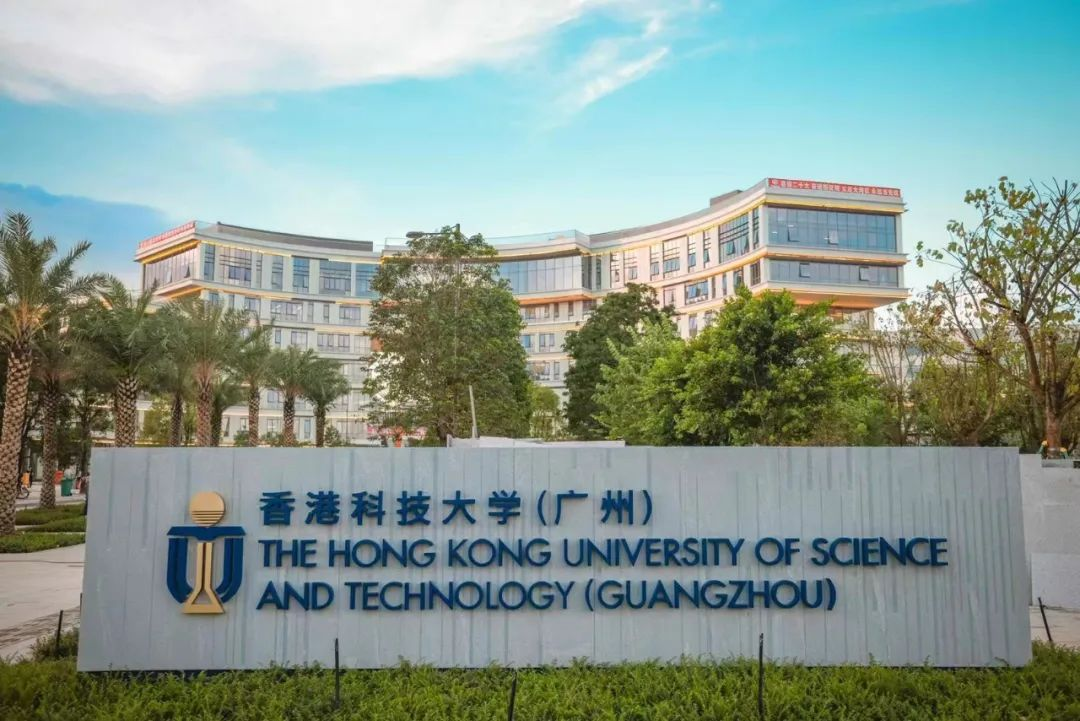 香港科技大学(广州)
THE HONG KONG UNIVERSITY OF SCIENCE
AND TECHNOLOGY (GUANGZHOU)